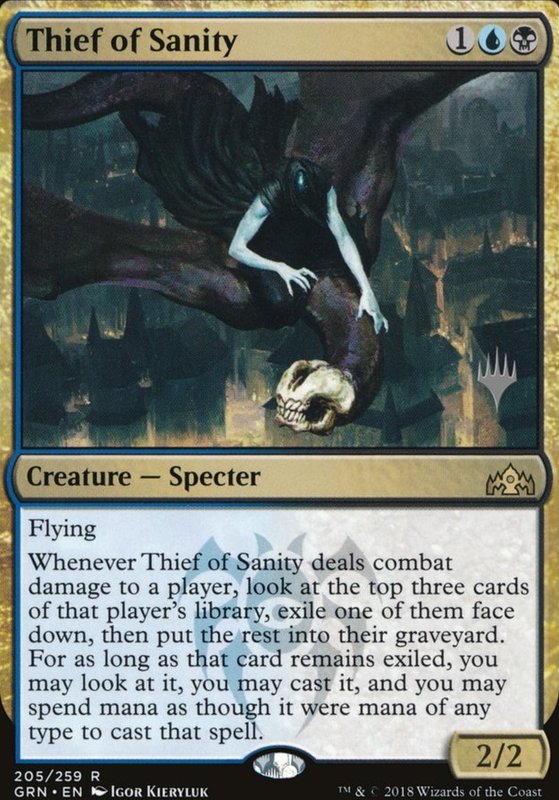 Thief of Sanity 1
Creature — Specter
Flying
Whenever Thief of Sanity deals combat
damage to a player, look at the top three cards
of that player's library, exile one of them face
down, then put the rest into their graveyard.
For as long as that card remains exiled, you
may look at it, you may cast it, and you may
spend mana as though it were mana of any
type to cast that spell.
2/2
205/259 R
GRN • EN Igor Kieryluk
™ & © 2018 Wizards of the Coast